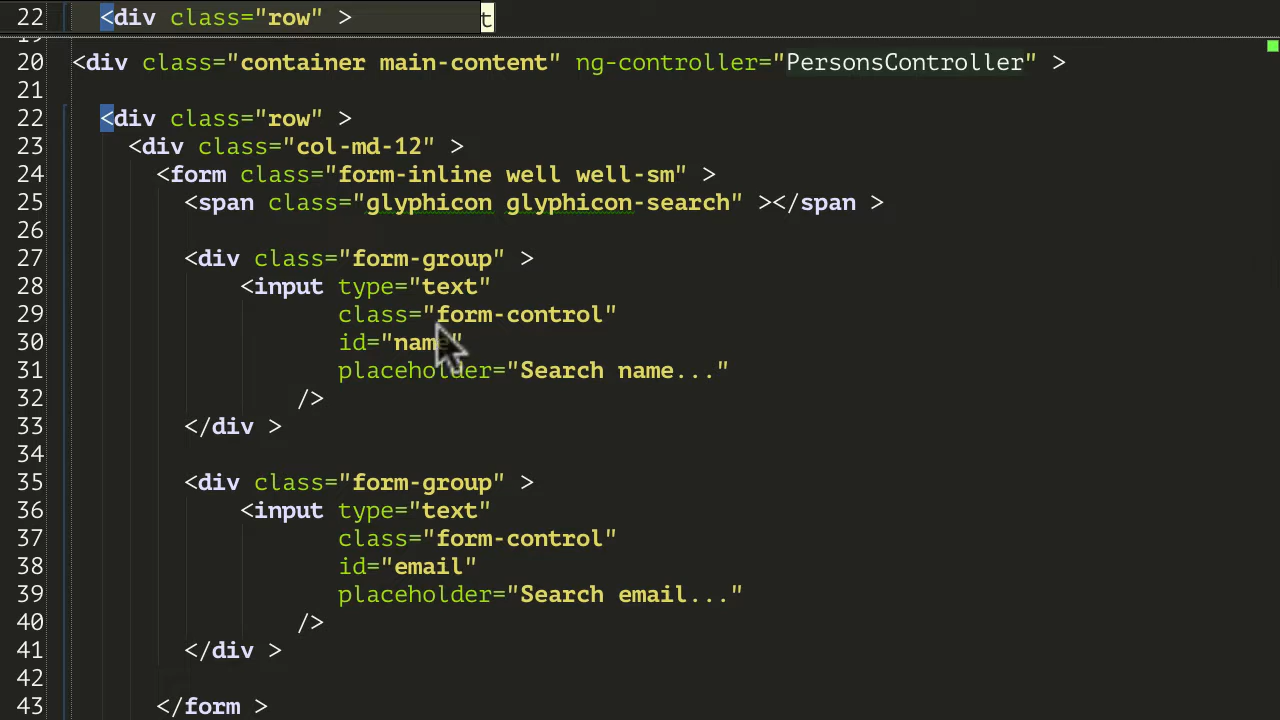 22 <div class="row" > t
19
20 <div class="container main-content" ng-controller="PersonsController" >
21
22 <div class="row" >
23 <div class="col-md-12" >
24 <form class="form-inline well well-sm" >
25 <span class="glyphicon glyphicon-search" ></span >
26
27 <div class="form-group" >
28 <input type="text"
29 class="form-control"
30 id="name"
31 placeholder="Search name..."
32 />
33 </div >
34
35 <div class="form-group" >
36 <input type="text"
37 class="form-control"
38 id="email"
39 placeholder="Search email..."
40 />
41 </div >
42
43 </form >